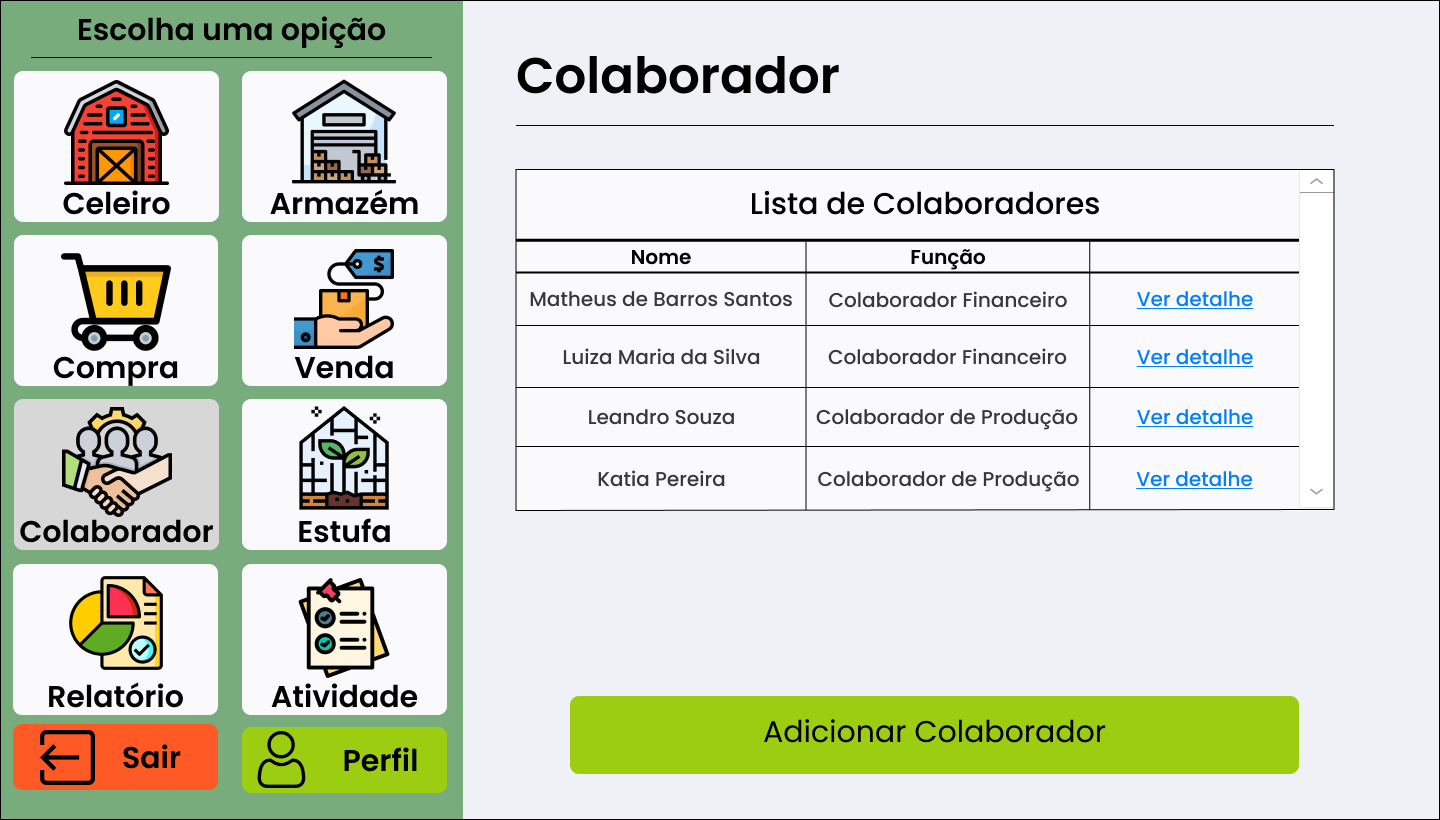 Escolha uma opição
Celeiro
Armazém
Compra
Venda
Colaborador
Estufa
Relatório
Atividade
Sair
Perfil
Colaborador
Lista de Colaboradores
Nome Função
Matheus de Barros Santos Colaborador Financeiro Ver detalhe
Luiza Maria da Silva Colaborador Financeiro Ver detalhe
Leandro Souza Colaborador de Produção Ver detalhe
Katia Pereira Colaborador de Produção Ver detalhe
Adicionar Colaborador